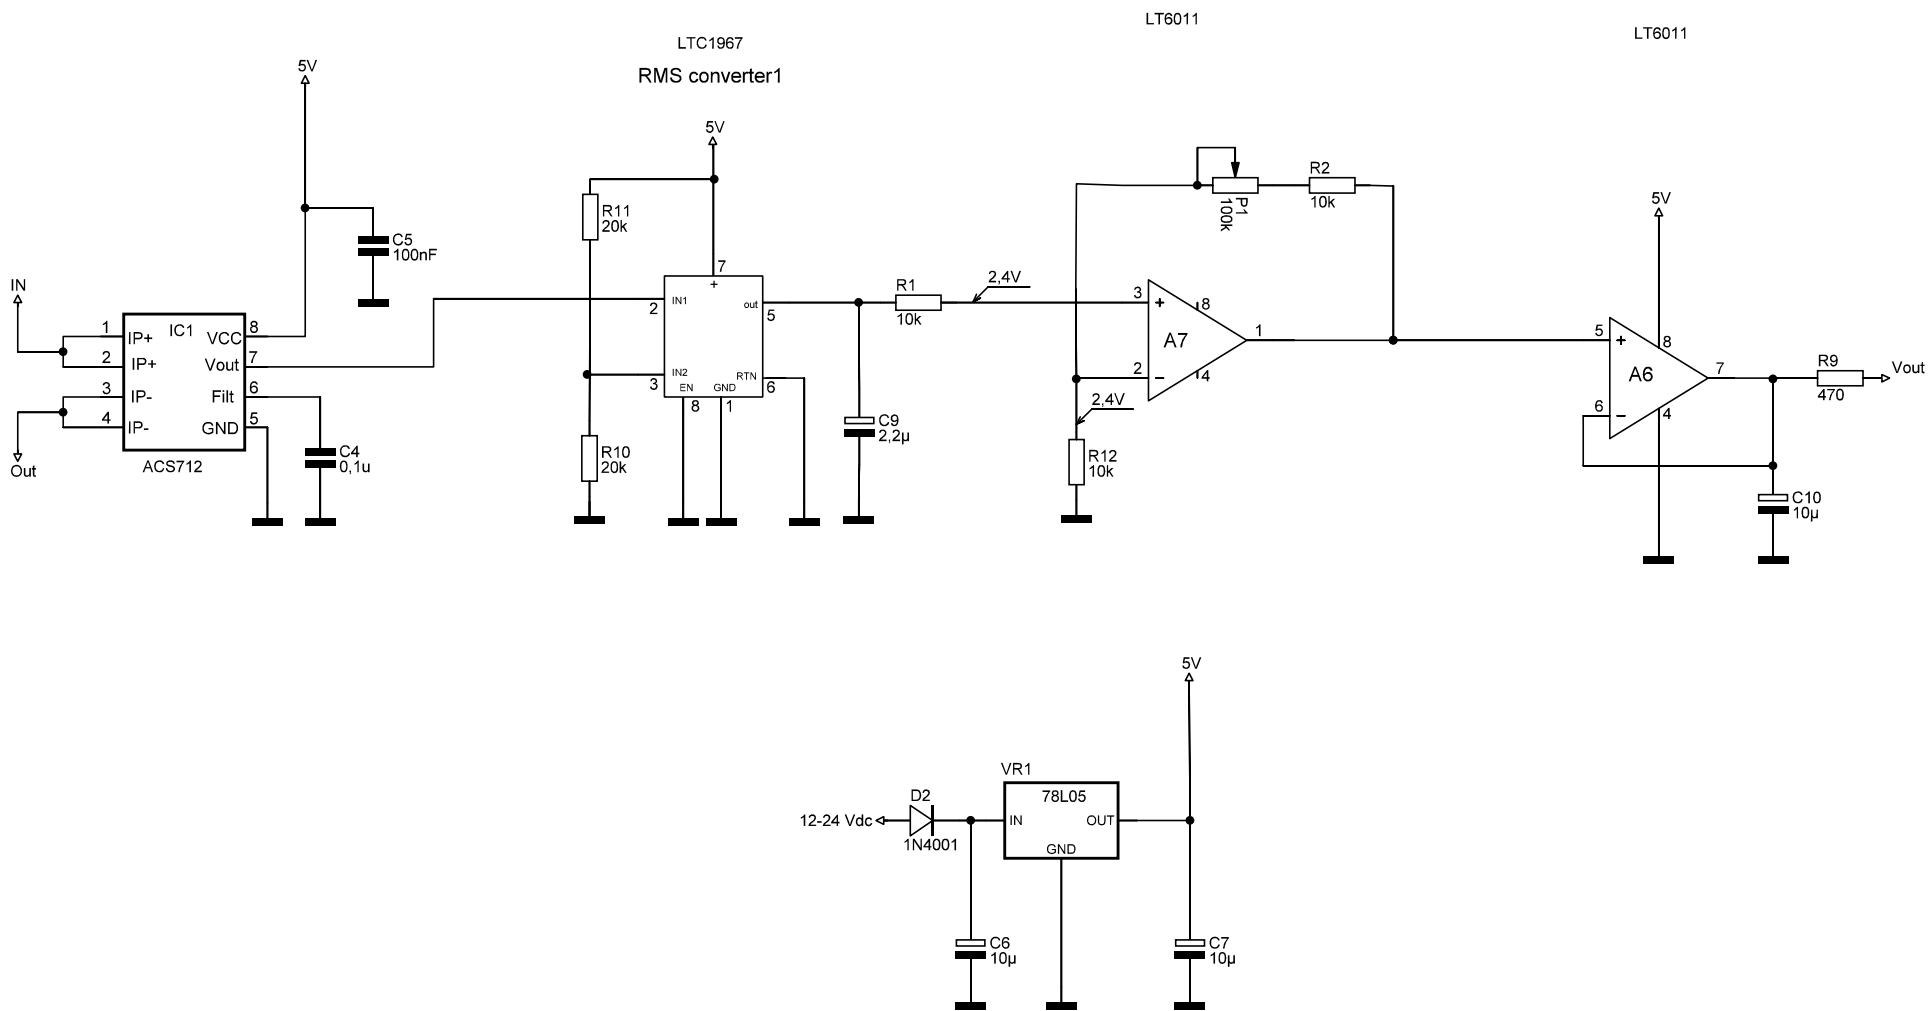 LT6011
LT6011
LTC1967
RMS converter1
5V
5V
5V
C5
100nF
R11
20k
R2
10k
P1
100k
IN
IC1
ACS712
1
IP+
2
IP+
3
IP-
4
IP-
VCC
8
Vout
7
Filt
6
GND
5
Out
C4
0,1u
R10
20k
7
+
IN1
2
out
5
IN2
3
EN
8
GND
1
RTN
6
R1
10k
2,4V
C9
2,2µ
3
+
8
A7
1
2
−
4
2,4V
R12
10k
5
+
8
A6
7
6
−
4
R9
470
Vout
C10
10µ
5V
VR1
78L05
IN
OUT
GND
12-24 Vdc
D2
1N4001
C6
10µ
C7
10µ